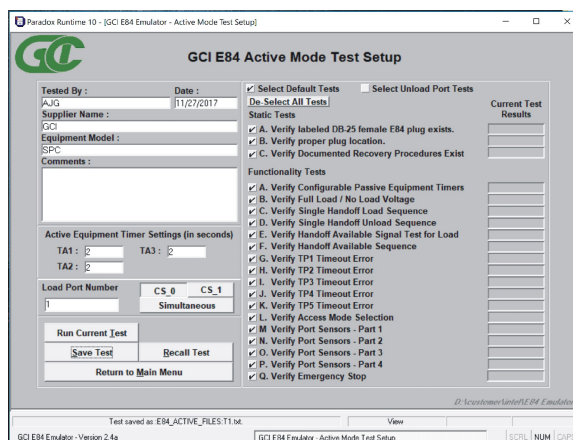 Paradox Runtime 10 - [GCI E84 Emulator - Active Mode Test Setup]
GCI
GCI E84 Active Mode Test Setup
Tested By :
Date :
AJG
11/27/2017
Supplier Name :
GCI
Equipment Model :
SPC
Comments :
Active Equipment Timer Settings (in seconds)
TA1 : 2
TA3 : 2
TA2 : 2
Load Port Number
1
CS_0
CS_1
Simultaneous
Run Current Test
Save Test
Recall Test
Return to Main Menu
Select Default Tests
Select Unload Port Tests
De-Select All Tests
Current Test Results
Static Tests
A. Verify labeled DB-25 female E84 plug exists.
B. Verify proper plug location.
C. Verify Documented Recovery Procedures Exist
Functionality Tests
A. Verify Configurable Passive Equipment Timers
B. Verify Full Load / No Load Voltage
C. Verify Single Handoff Load Sequence
D. Verify Single Handoff Unload Sequence
E. Verify Handoff Available Signal Test for Load
F. Verify Handoff Available Sequence
G. Verify TP1 Timeout Error
H. Verify TP2 Timeout Error
I. Verify TP3 Timeout Error
J. Verify TP4 Timeout Error
K. Verify TP5 Timeout Error
L. Verify Access Mode Selection
M Verify Port Sensors - Part 1
N. Verify Port Sensors - Part 2
O. Verify Port Sensors - Part 3
P. Verify Port Sensors - Part 4
Q. Verify Emergency Stop
D:\customer\intel\E84 Emulator
Test saved as :E84_ACTIVE_FILES:T1.txt.
View
GCI E84 Emulator - Version 2.4a
GCI E84 Emulator - Active Mode Test Setup
SCRL NUM CAPS